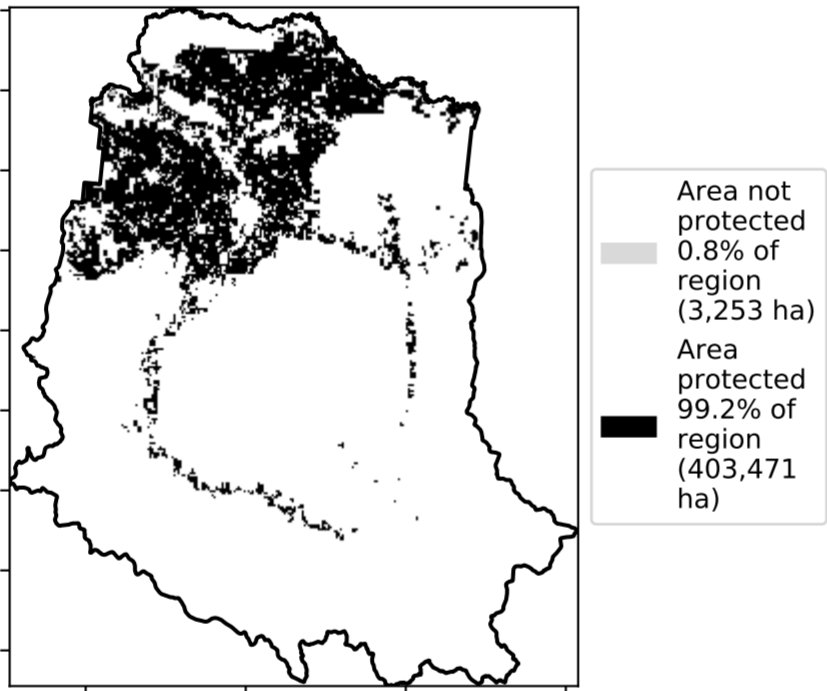 Area not
protected
0.8% of
region
(3,253 ha)
Area
protected
99.2% of
region
(403,471
ha)